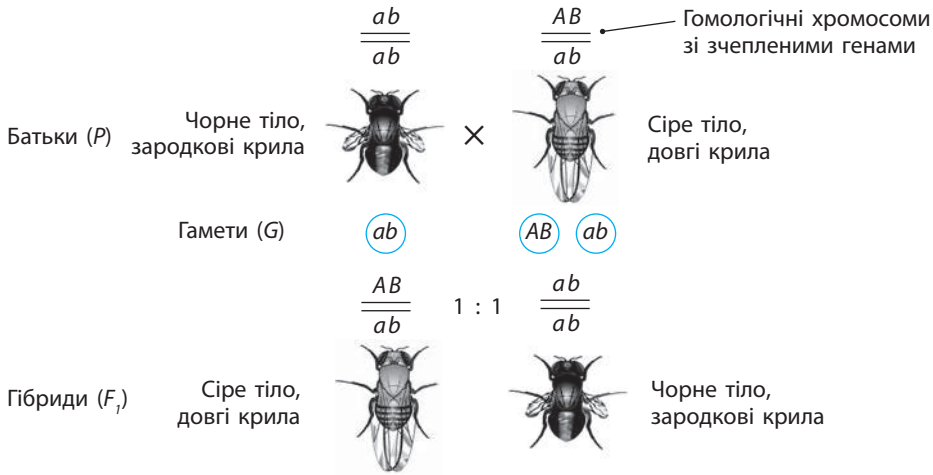 ab
ab
AB
ab
Гомологічні хромосоми
зі зчепленими генами
Батьки (P)
Чорне тіло,
зародкові крила
×
Сіре тіло,
довгі крила
Гамети (G)
ab
AB
ab
AB
ab
1 : 1
ab
ab
Гібриди (F1)
Сіре тіло,
довгі крила
Чорне тіло,
зародкові крила